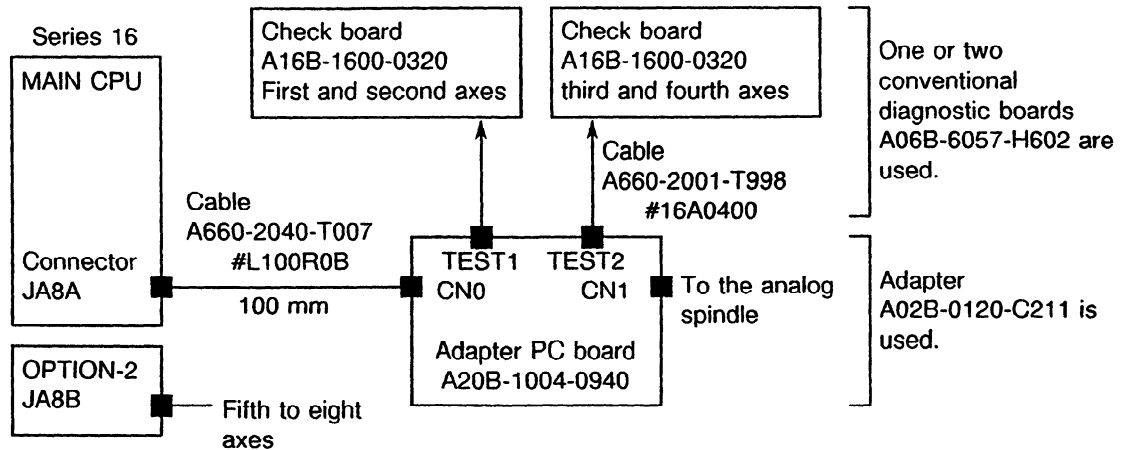 Series 16
MAIN CPU
Connector
JA8A
OPTION-2
JA8B
Fifth to eight
axes
Cable
A660-2040-T007
#L100R0B
100 mm
Check board
A16B-1600-0320
First and second axes
Check board
A16B-1600-0320
third and fourth axes
Cable
A660-2001-T998
#16A0400
TEST1 TEST2
CN0 CN1
Adapter PC board
A20B-1004-0940
To the analog
spindle
One or two
conventional
diagnostic boards
A06B-6057-H602 are
used.
Adapter
A02B-0120-C211 is
used.